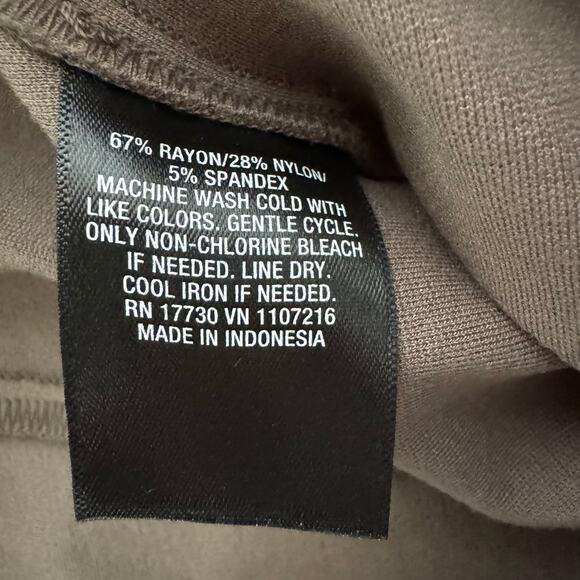 67% RAYON/28% NYLON/
5% SPANDEX
MACHINE WASH COLD WITH
LIKE COLORS. GENTLE CYCLE.
ONLY NON-CHLORINE BLEACH
IF NEEDED. LINE DRY.
COOL IRON IF NEEDED.
RN 17730 VN 1107216
MADE IN INDONESIA